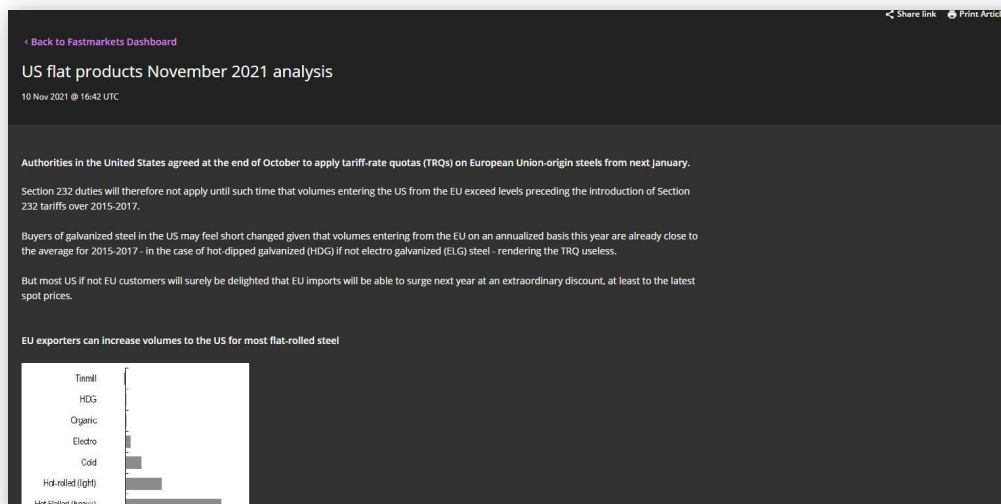 Share link Print Articl
‹ Back to Fastmarkets Dashboard
US flat products November 2021 analysis
10 Nov 2021 @ 16:42 UTC
Authorities in the United States agreed at the end of October to apply tariff-rate quotas (TRQs) on European Union-origin steels from next January.
Section 232 duties will therefore not apply until such time that volumes entering the US from the EU exceed levels preceding the introduction of Section
232 tariffs over 2015-2017.
Buyers of galvanized steel in the US may feel short changed given that volumes entering from the EU on an annualized basis this year are already close to
the average for 2015-2017 - in the case of hot-dipped galvanized (HDG) if not electro galvanized (ELG) steel - rendering the TRQ useless.
But most US if not EU customers will surely be delighted that EU imports will be able to surge next year at an extraordinary discount, at least to the latest
spot prices.
EU exporters can increase volumes to the US for most flat-rolled steel
Tinmill
HDG
Organic
Electro
Cold
Hot-rolled (light)
Hot Rolled (heavy)